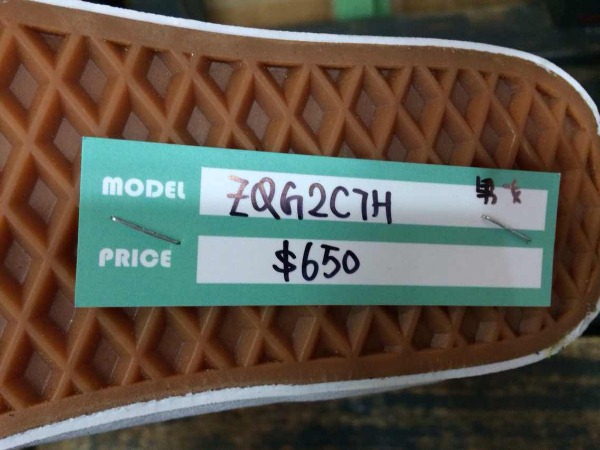 MODEL ZQG2C7H 男女
PRICE $650